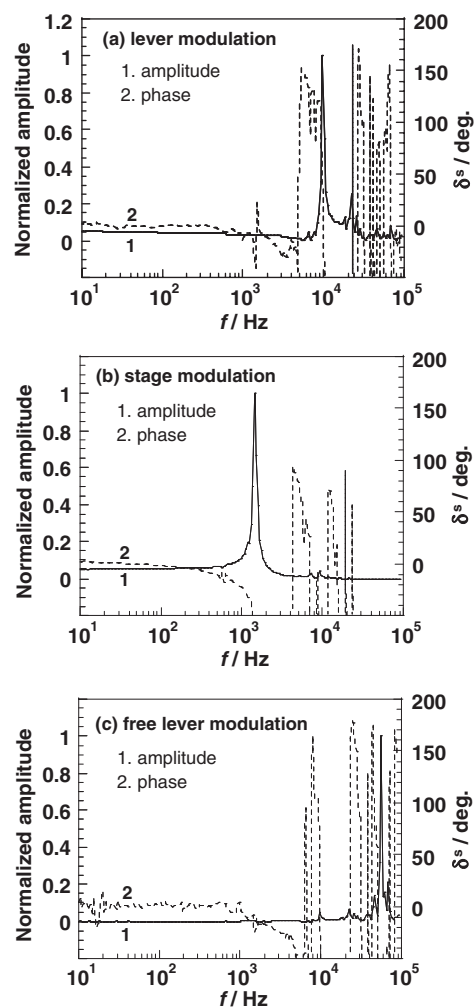 (a) lever modulation
1. amplitude
2. phase
Normalized amplitude
1.2
1
0.8
0.6
0.4
0.2
0
200
150
100
50
0
δˢ / deg.
2
1
10¹ 10² 10³ 10⁴ 10⁵
f / Hz
(b) stage modulation
1. amplitude
2. phase
Normalized amplitude
1
0.8
0.6
0.4
0.2
0
200
150
100
50
0
δˢ / deg.
2
1
10¹ 10² 10³ 10⁴ 10⁵
f / Hz
(c) free lever modulation
1. amplitude
2. phase
Normalized amplitude
1
0.8
0.6
0.4
0.2
0
200
150
100
50
0
δˢ / deg.
2
1
10¹ 10² 10³ 10⁴ 10⁵
f / Hz